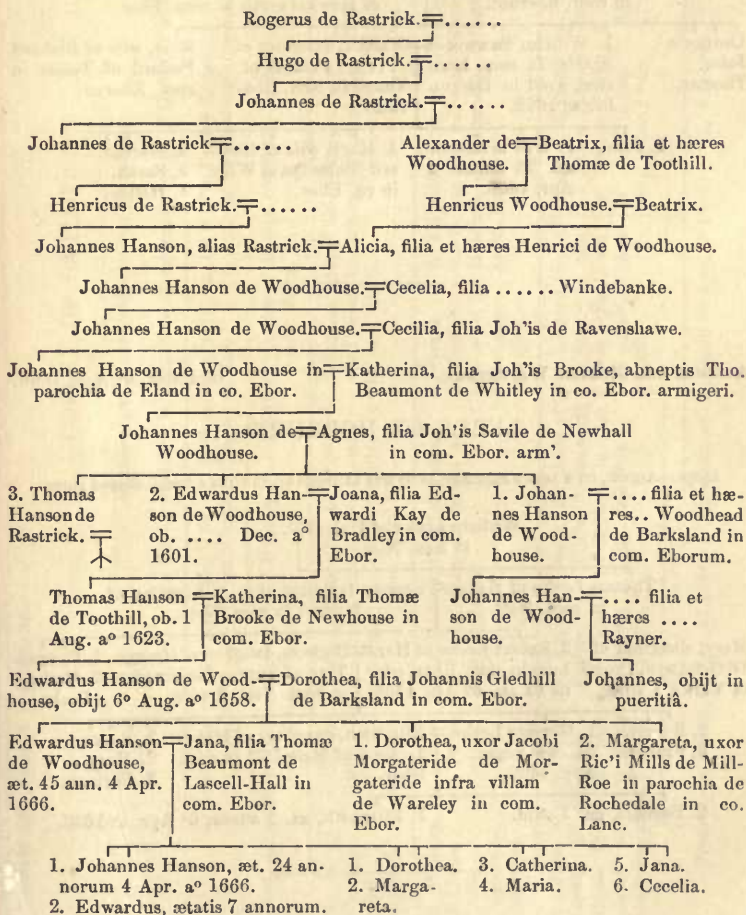 Rogerus de Rastrick.......
Hugo de Rastrick.......
Johannes de Rastrick.......
Johannes de Rastrick......
Alexander de Woodhouse.
Beatrix, filia et hæres
Thomæ de Toothill.
Henricus de Rastrick.......
Henricus Woodhouse. Beatrix.
Johannes Hanson, alias Rastrick. Alicia, filia et hæres Henrici de Woodhouse.
Johannes Hanson de Woodhouse. Cecelia, filia ...... Windebanke.
Johannes Hanson de Woodhouse. Cecilia, filia Joh'is de Ravenshawe.
Johannes Hanson de Woodhouse in
parochia de Eland in co. Ebor.
Katherina, filia Joh'is Brooke, abneptis Tho.
Beaumont de Whitley in co. Ebor. armigeri.
Johannes Hanson de
Woodhouse.
Agnes, filia Joh'is Savile de Newhall
in com. Ebor. arm'.
3. Thomas
Hanson de
Rastrick.
2. Edwardus Han-
son de Woodhouse,
ob. .... Dec. aº
1601.
Joana, filia Ed-
wardi Kay de
Bradley in com.
Ebor.
1. Johan-
nes Hanson
de Wood-
house.
.... filia et hæ-
res.. Woodhead
de Barksland in
com. Eborum.
Thomas Hanson
de Toothill, ob. 1
Aug. aº 1623.
Katherina, filia Thomæ
Brooke de Newhouse in
com. Ebor.
Johannes Han-
son de Wood-
house.
.... filia et
hæres ....
Rayner.
Edwardus Hanson de Wood-
house, obijt 6º Aug. aº 1658.
Dorothea, filia Johannis Gledhill
de Barksland in com. Ebor.
Johannes, obijt in
pueritiâ.
Edwardus Hanson
de Woodhouse,
æt. 45 ann. 4 Apr.
1666.
Jana, filia Thomæ
Beaumont de
Lascell-Hall in
com. Ebor.
1. Dorothea, uxor Jacobi
Morgateride de Mor-
gateride infra villam
de Wareley in com.
Ebor.
2. Margareta, uxor
Ric'i Mills de Mill-
Roe in parochia de
Rochedale in co.
Lanc.
1. Johannes Hanson, æt. 24 an-
norum 4 Apr. aº 1666.
2. Edwardus, ætatis 7 annorum.
1. Dorothea.
2. Marga-
reta.
3. Catherina.
4. Maria.
5. Jana.
6. Cecelia.